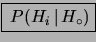 P(H_i | H_∘)